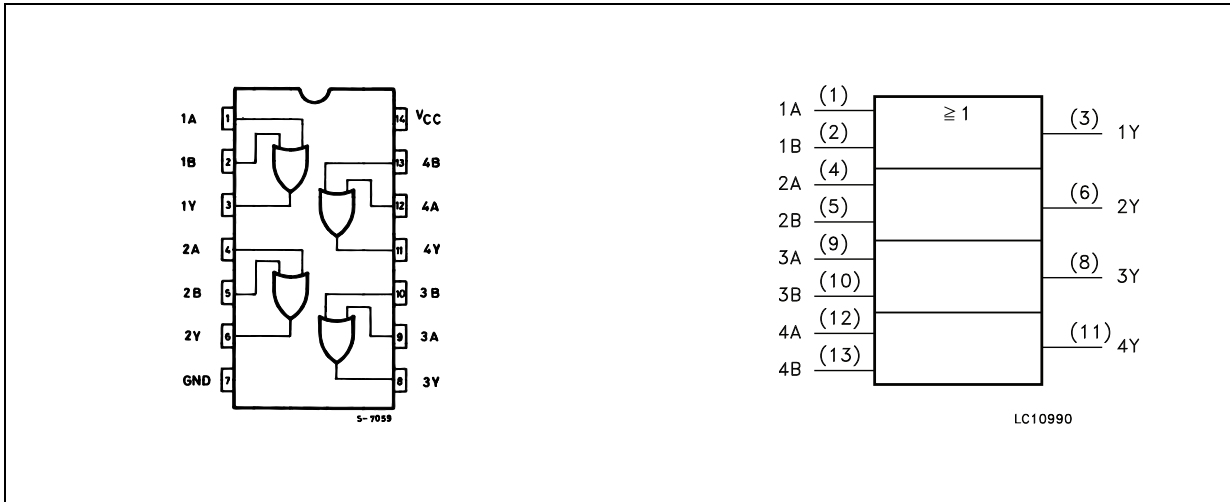 1A 1 14 VCC
1B 2 13 4B
1Y 3 12 4A
2A 4 11 4Y
2B 5 10 3B
2Y 6 9 3A
GND 7 8 3Y
S-7059
≧ 1
1A (1)
1B (2)
2A (4)
2B (5)
3A (9)
3B (10)
4A (12)
4B (13)
(3) 1Y
(6) 2Y
(8) 3Y
(11) 4Y
LC10990